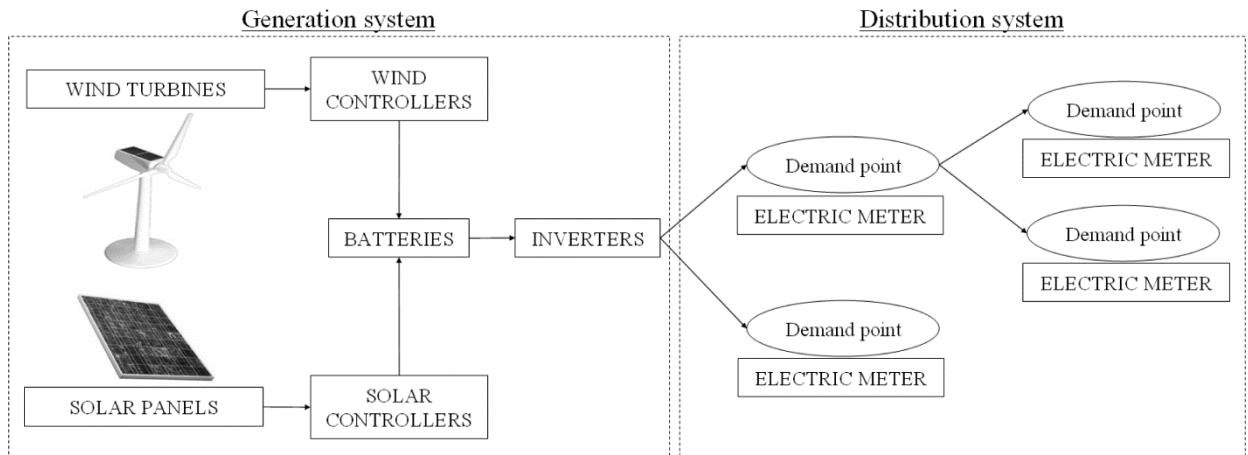 Generation system
WIND TURBINES
WIND
CONTROLLERS
BATTERIES
INVERTERS
SOLAR PANELS
SOLAR
CONTROLLERS
Distribution system
Demand point
ELECTRIC METER
Demand point
ELECTRIC METER
Demand point
ELECTRIC METER
Demand point
ELECTRIC METER